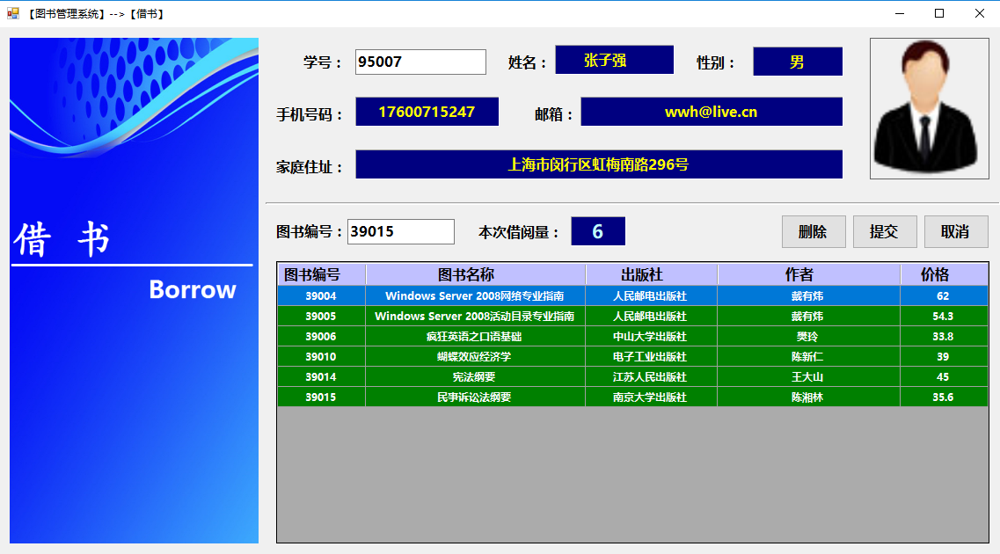 【图书管理系统】-->【借书】
学号： 95007 姓名： 张子强 性别： 男
手机号码： 17600715247 邮箱： wwh@live.cn
家庭住址： 上海市闵行区虹梅南路296号
借 书
Borrow
图书编号： 39015 本次借阅量： 6 删除 提交 取消
图书编号 图书名称 出版社 作者 价格
39004 Windows Server 2008网络专业指南 人民邮电出版社 戴有炜 62
39005 Windows Server 2008活动目录专业指南 人民邮电出版社 戴有炜 54.3
39006 疯狂英语之口语基础 中山大学出版社 樊玲 33.8
39010 蝴蝶效应经济学 电子工业出版社 陈新仁 39
39014 宪法纲要 江苏人民出版社 王大山 45
39015 民事诉讼法纲要 南京大学出版社 陈湘林 35.6